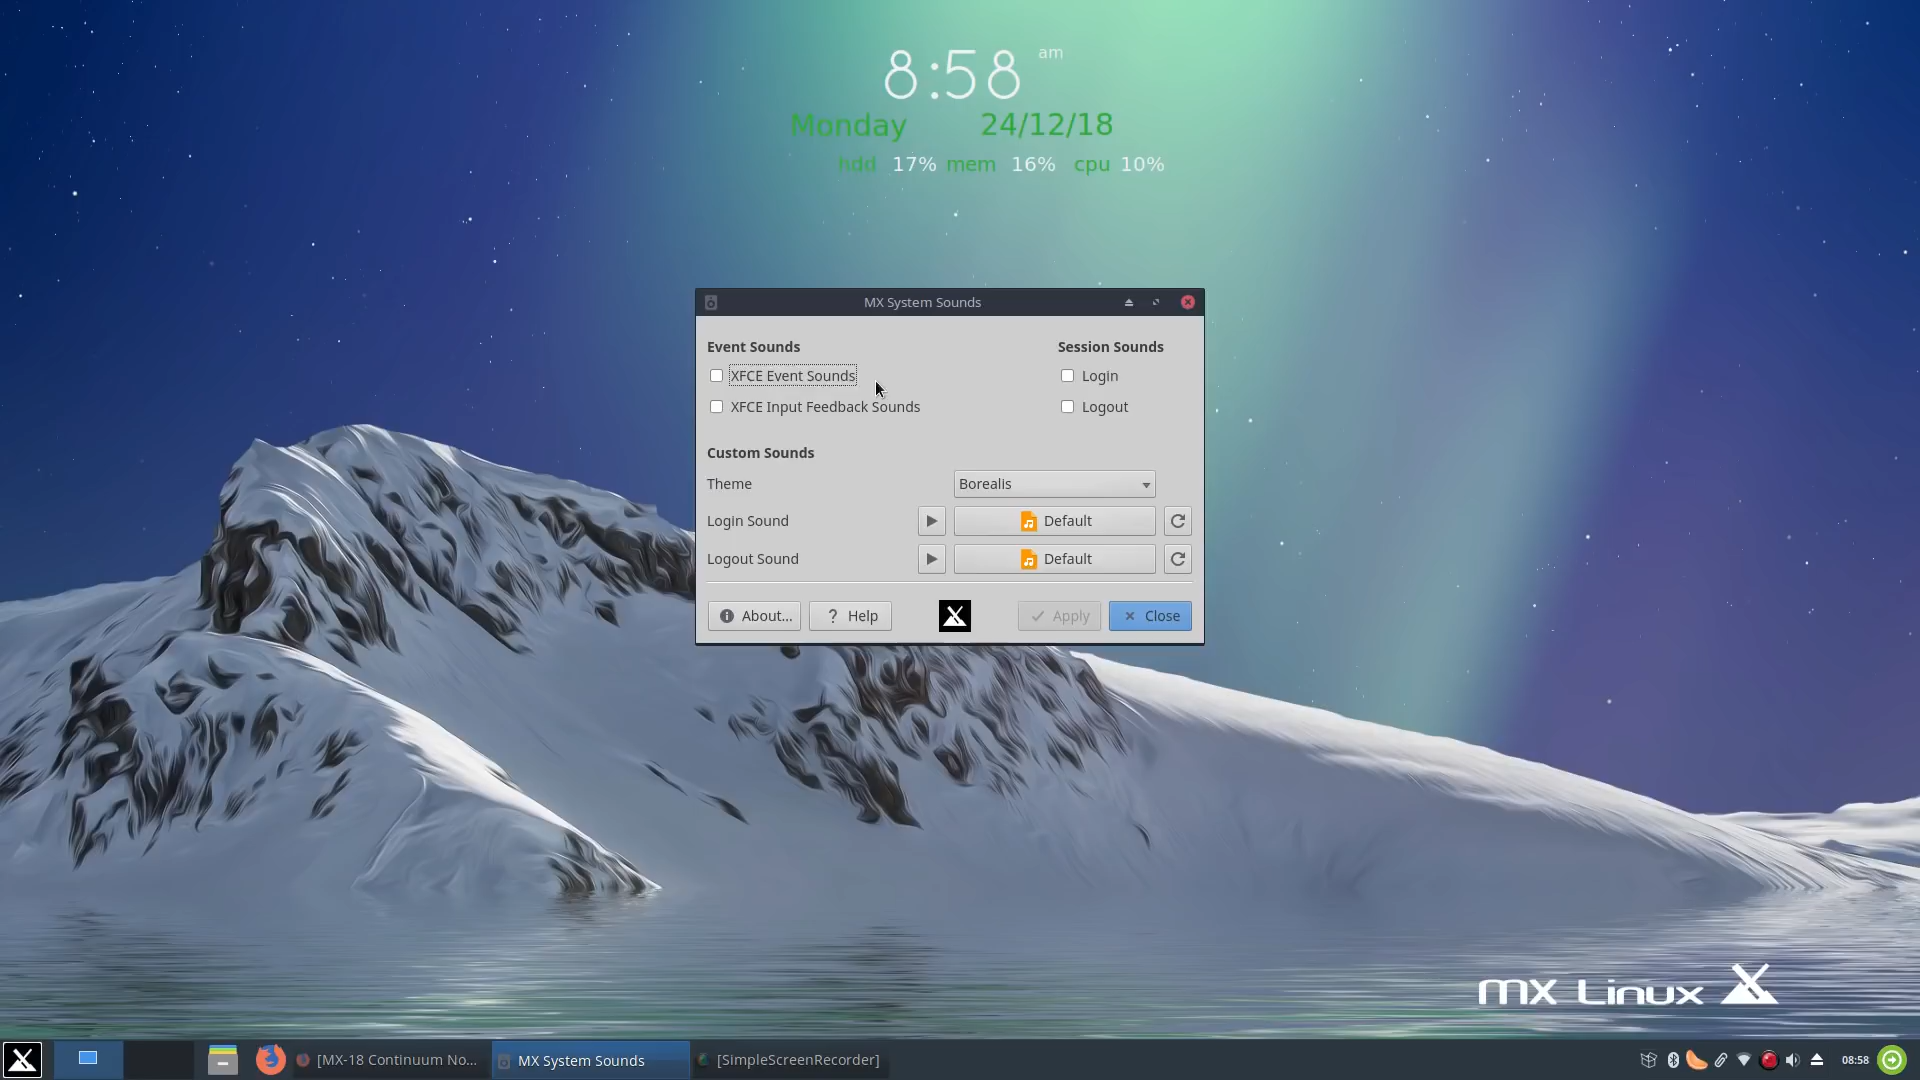 8:58 am
Monday 24/12/18
hdd 17% mem 16% cpu 10%
MX System Sounds
Event Sounds
Session Sounds
XFCE Event Sounds
Login
XFCE Input Feedback Sounds
Logout
Custom Sounds
Theme
Borealis
Login Sound
Default
Logout Sound
Default
About...
? Help
Apply
Close
mx Linux
[MX-18 Continuum No...
MX System Sounds
[SimpleScreenRecorder]
08:58